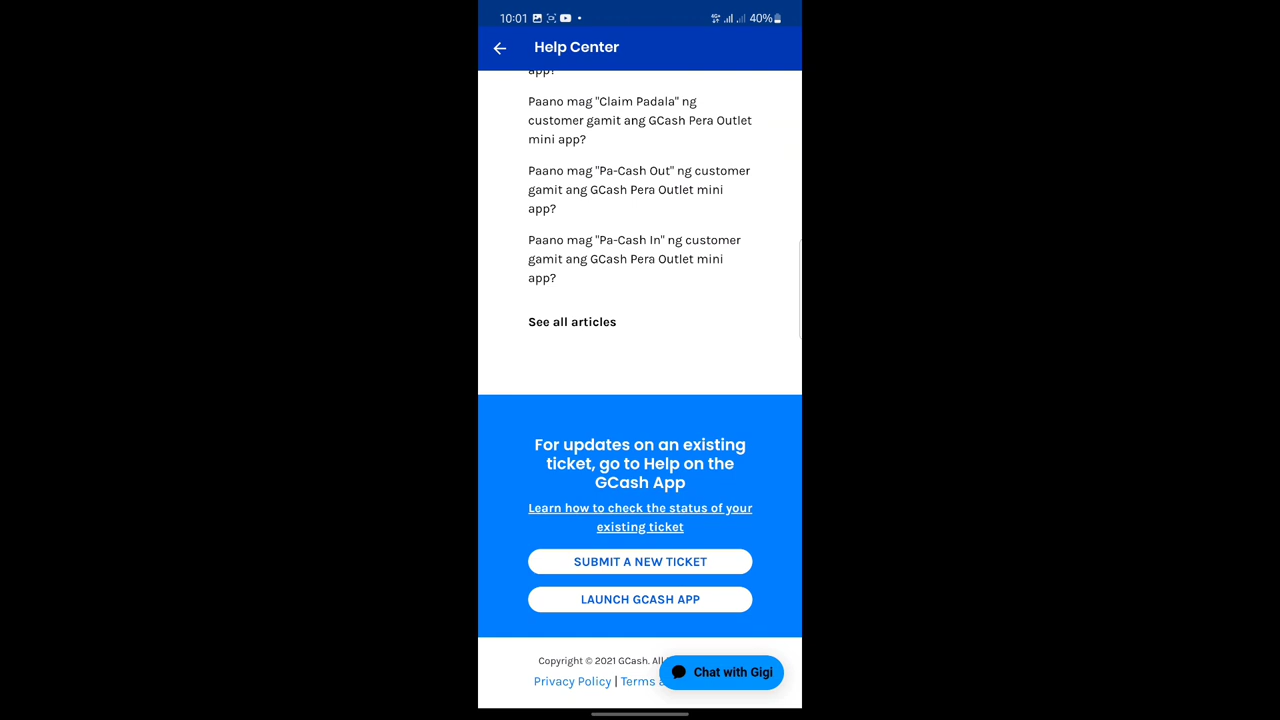 10:01
40%
Help Center
app?
Paano mag "Claim Padala" ng
customer gamit ang GCash Pera Outlet
mini app?
Paano mag "Pa-Cash Out" ng customer
gamit ang GCash Pera Outlet mini
app?
Paano mag "Pa-Cash In" ng customer
gamit ang GCash Pera Outlet mini
app?
See all articles
For updates on an existing
ticket, go to Help on the
GCash App
Learn how to check the status of your
existing ticket
SUBMIT A NEW TICKET
LAUNCH GCASH APP
Copyright © 2021 GCash. All
Chat with Gigi
Privacy Policy | Terms